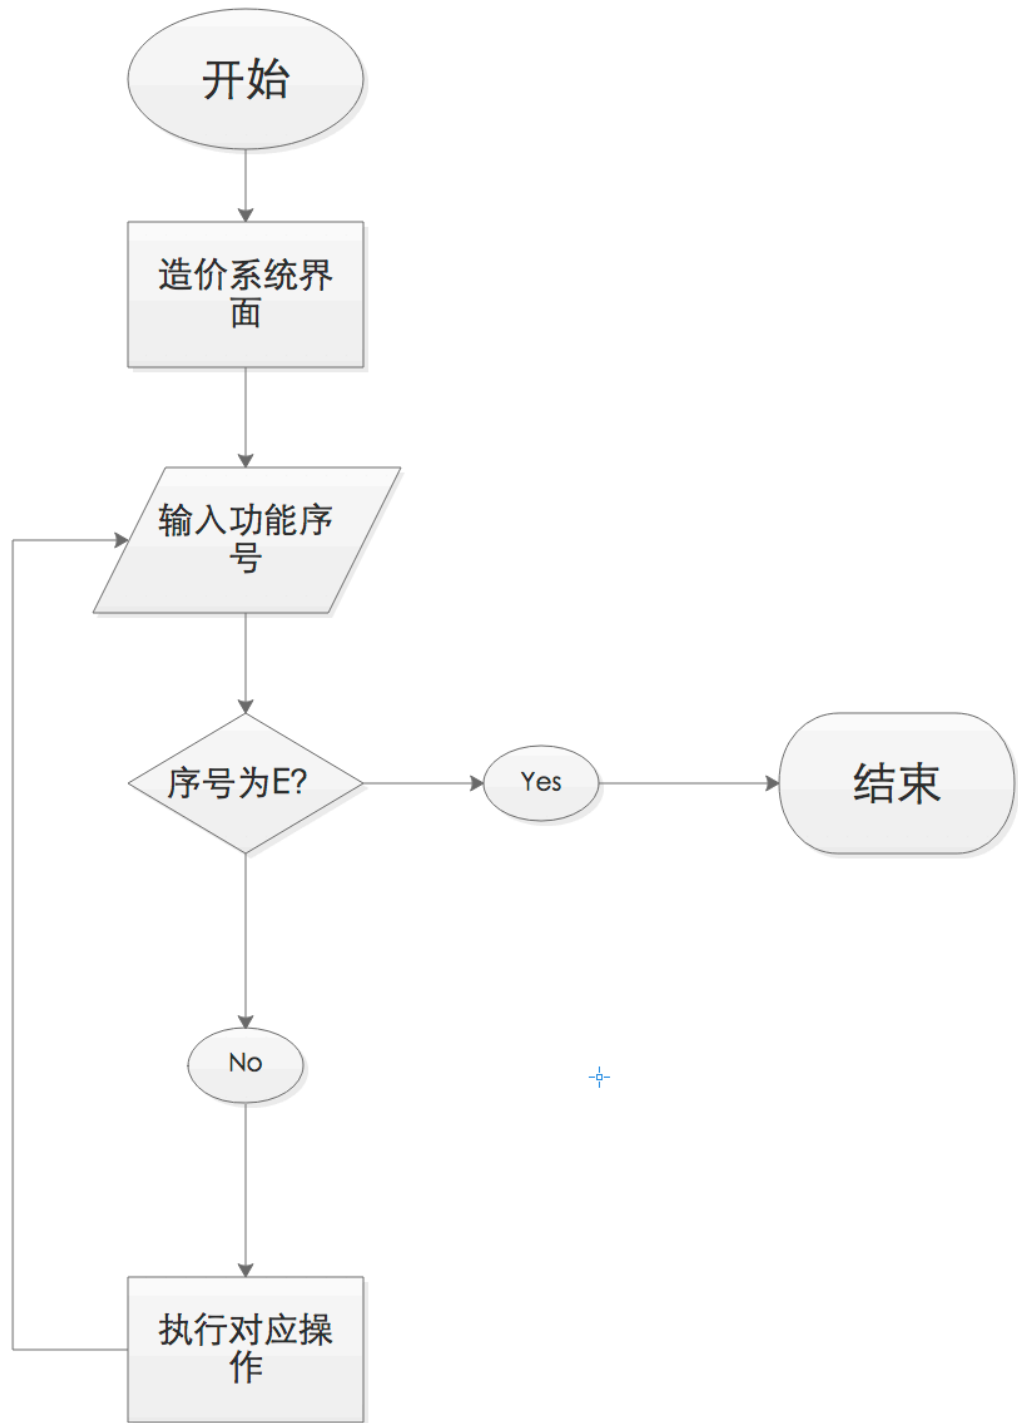 开始
造价系统界
面
输入功能序
号
序号为E?
Yes
结束
No
执行对应操
作